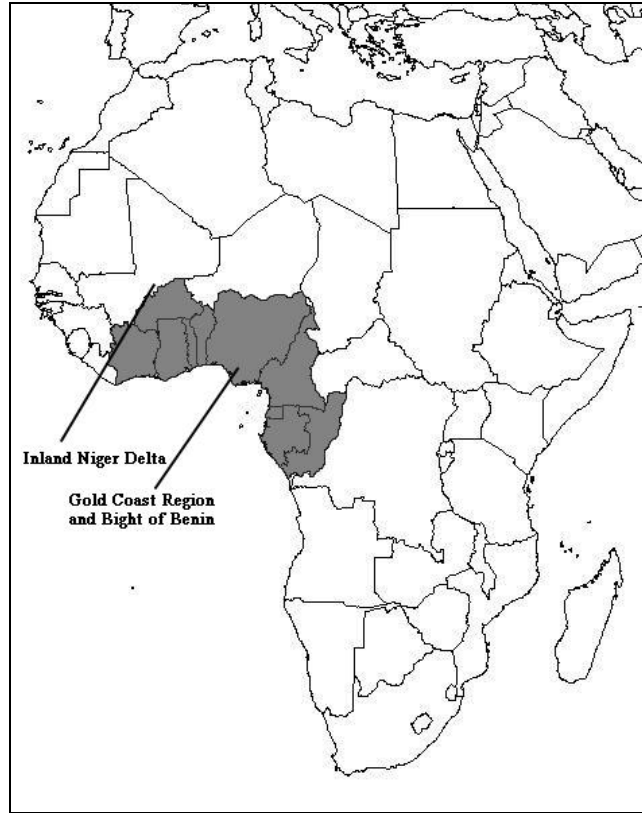 Inland Niger Delta
Gold Coast Region
and Bight of Benin